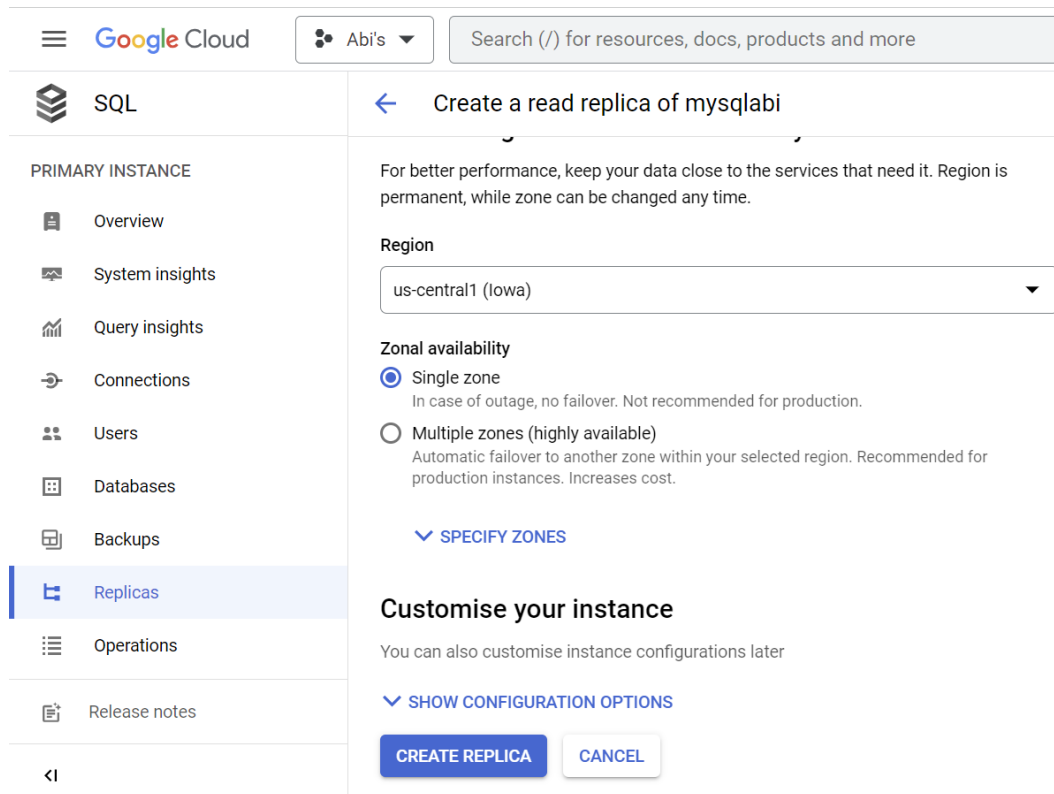 Google Cloud
Abi's
Search (/) for resources, docs, products and more
SQL
Create a read replica of mysqlabi
PRIMARY INSTANCE
Overview
System insights
Query insights
Connections
Users
Databases
Backups
Replicas
Operations
Release notes
For better performance, keep your data close to the services that need it. Region is
permanent, while zone can be changed any time.
Region
us-central1 (Iowa)
Zonal availability
Single zone
In case of outage, no failover. Not recommended for production.
Multiple zones (highly available)
Automatic failover to another zone within your selected region. Recommended for
production instances. Increases cost.
SPECIFY ZONES
Customise your instance
You can also customise instance configurations later
SHOW CONFIGURATION OPTIONS
CREATE REPLICA
CANCEL